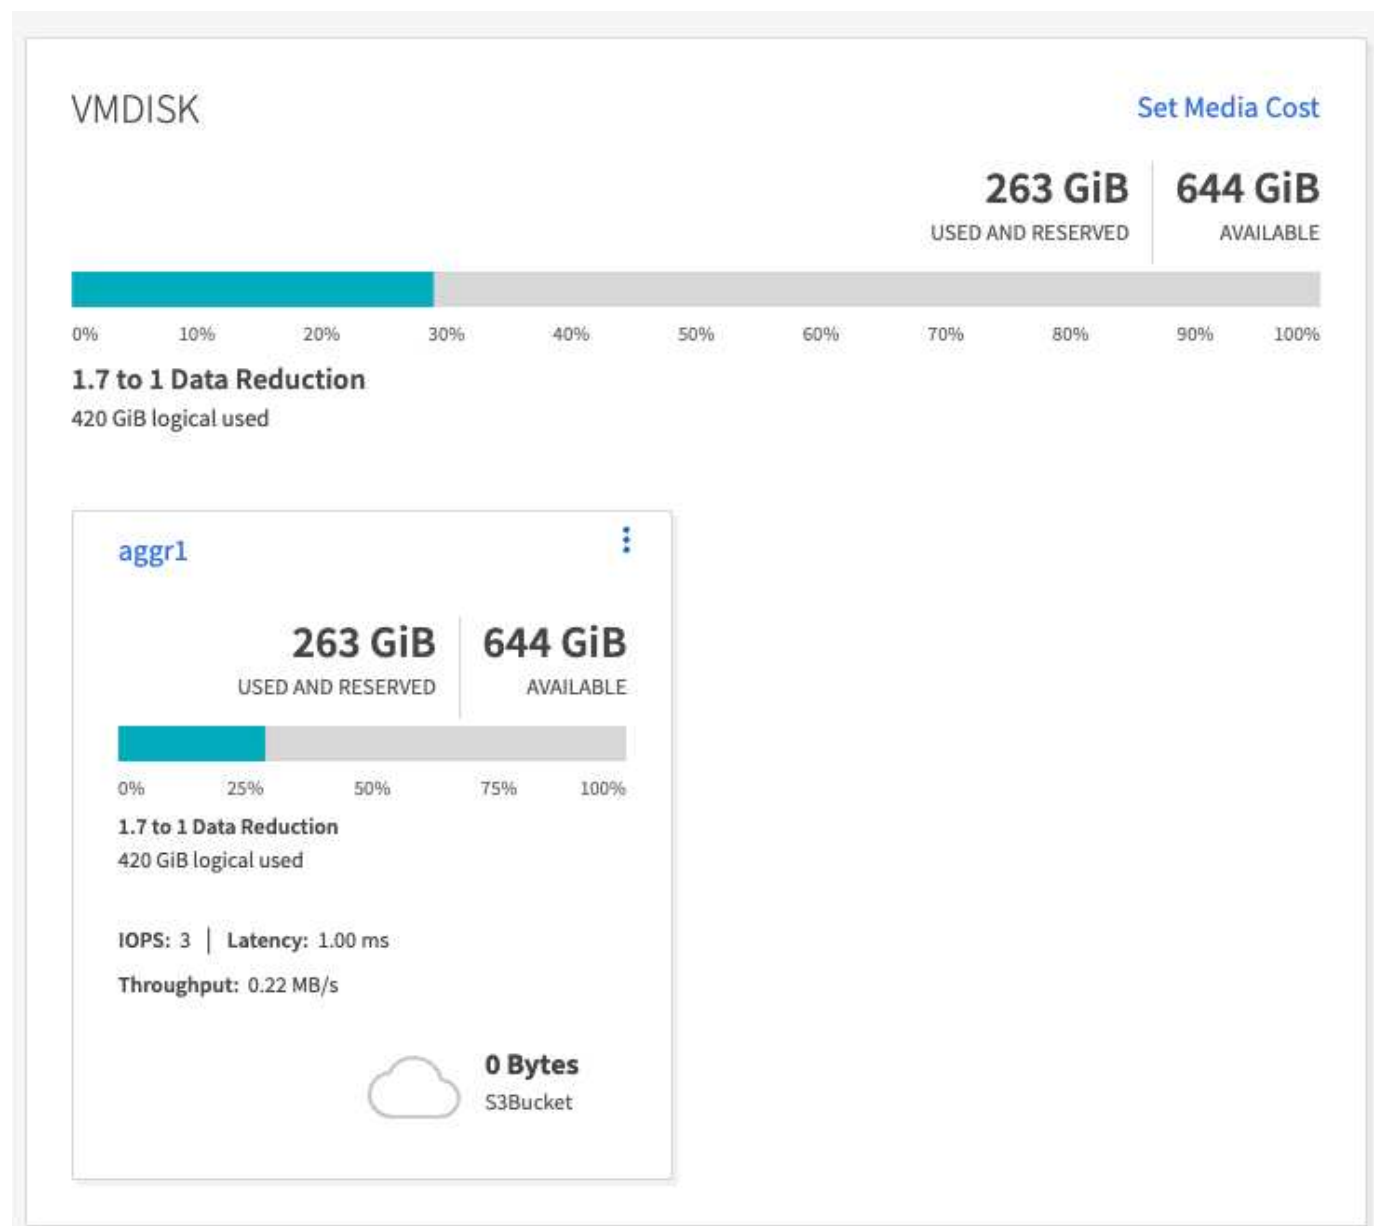 VMDISK
Set Media Cost
263 GiB
644 GiB
USED AND RESERVED
AVAILABLE
0% 10% 20% 30% 40% 50% 60% 70% 80% 90% 100%
1.7 to 1 Data Reduction
420 GiB logical used
aggr1
263 GiB
644 GiB
USED AND RESERVED
AVAILABLE
0% 25% 50% 75% 100%
1.7 to 1 Data Reduction
420 GiB logical used
IOPS: 3 | Latency: 1.00 ms
Throughput: 0.22 MB/s
0 Bytes
S3Bucket